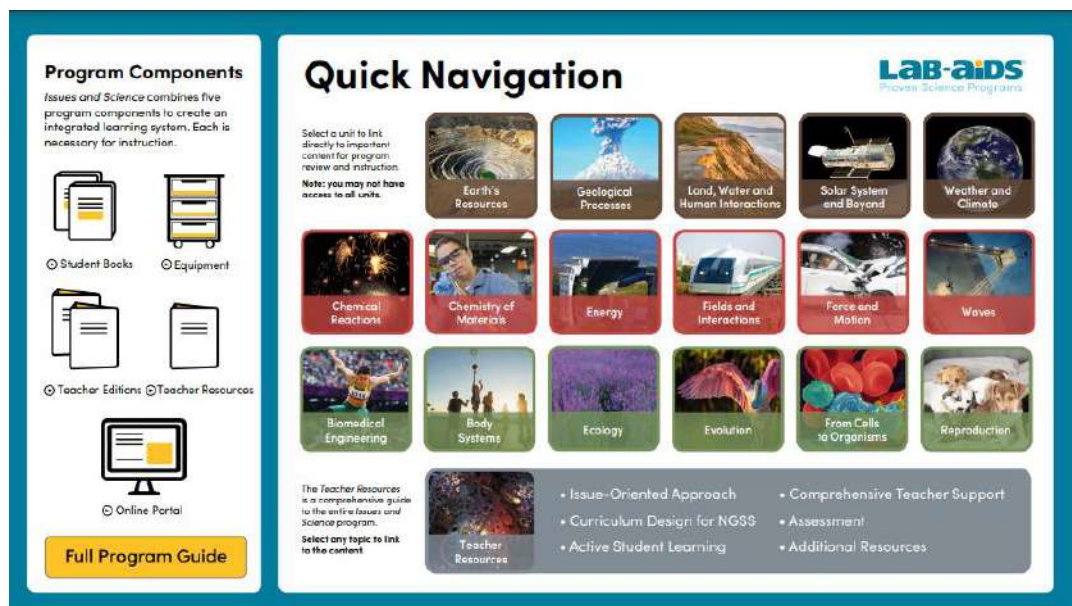 Program Components
Issues and Science combines five
program components to create an
integrated learning system. Each is
necessary for instruction.
Student Books
Equipment
Teacher Editions
Teacher Resources
Online Portal
Full Program Guide
Quick Navigation
LAB-AIDS
Proven Science Programs
Select a unit to link
directly to important
content for program
review and instruction.
Note: you may not have
access to all units.
Earth's
Resources
Geological
Processes
Land, Water and
Human Interactions
Solar System
and Beyond
Weather and
Climate
Chemical
Reactions
Chemistry of
Materials
Energy
Fields and
Interactions
Force and
Motion
Waves
Biomedical
Engineering
Body
Systems
Ecology
Evolution
From Cells
to Organisms
Reproduction
The Teacher Resources
is a comprehensive guide
to the entire Issues and
Science program.
Select any topic to link
to the content.
Teacher
Resources
• Issue-Oriented Approach
• Curriculum Design for NGSS
• Active Student Learning
• Comprehensive Teacher Support
• Assessment
• Additional Resources